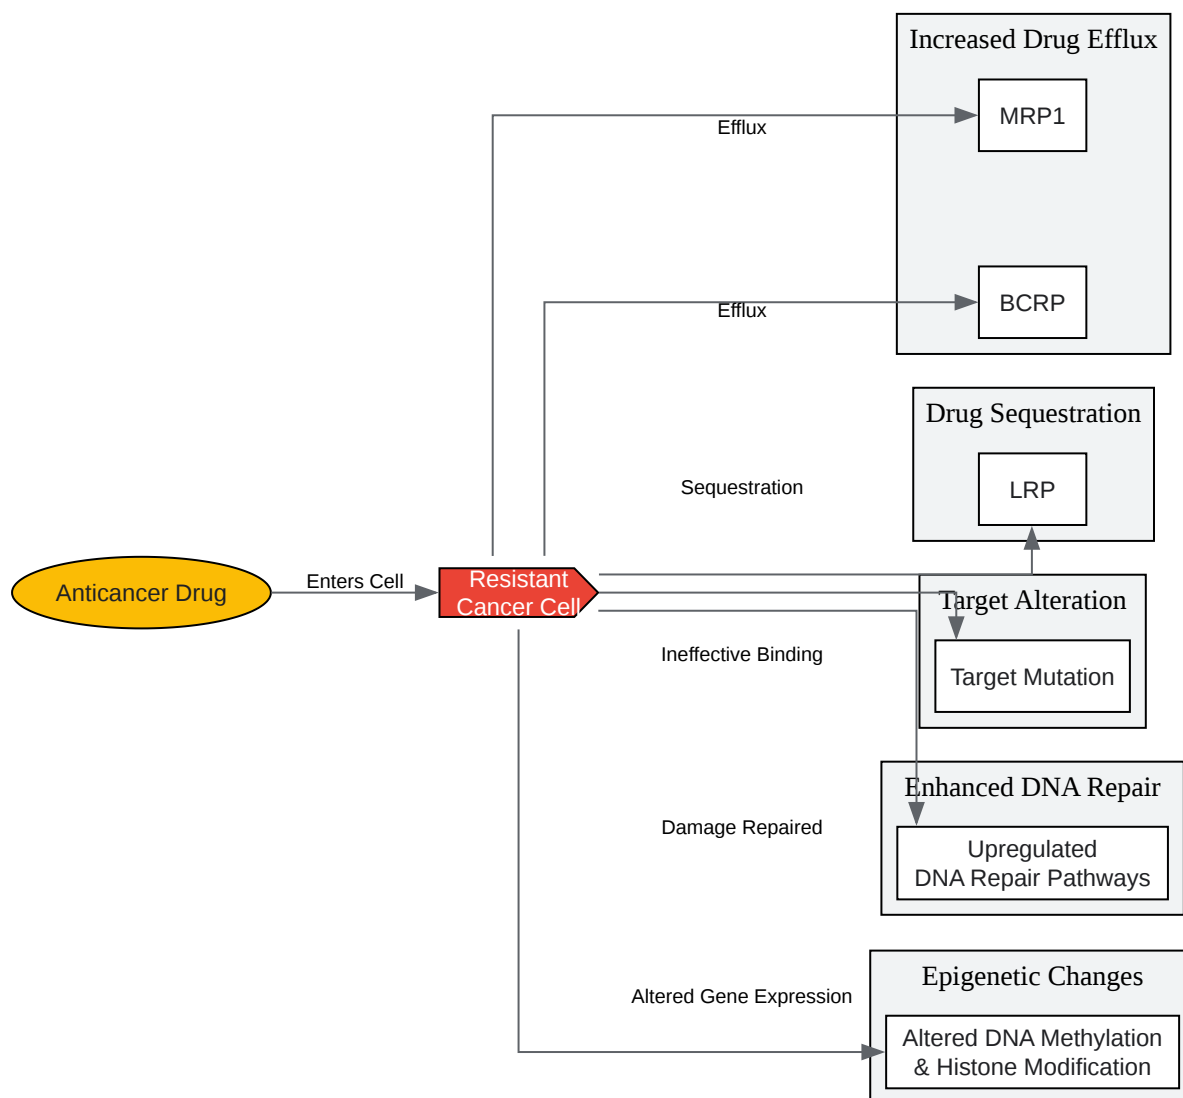 Increased Drug Efflux
MRP1
Efflux
BCRP
Efflux
Drug Sequestration
LRP
Sequestration
Anticancer Drug
Enters Cell
Resistant
Cancer Cell
Target Alteration
Target Mutation
Ineffective Binding
Enhanced DNA Repair
Upregulated
DNA Repair Pathways
Damage Repaired
Epigenetic Changes
Altered DNA Methylation
& Histone Modification
Altered Gene Expression